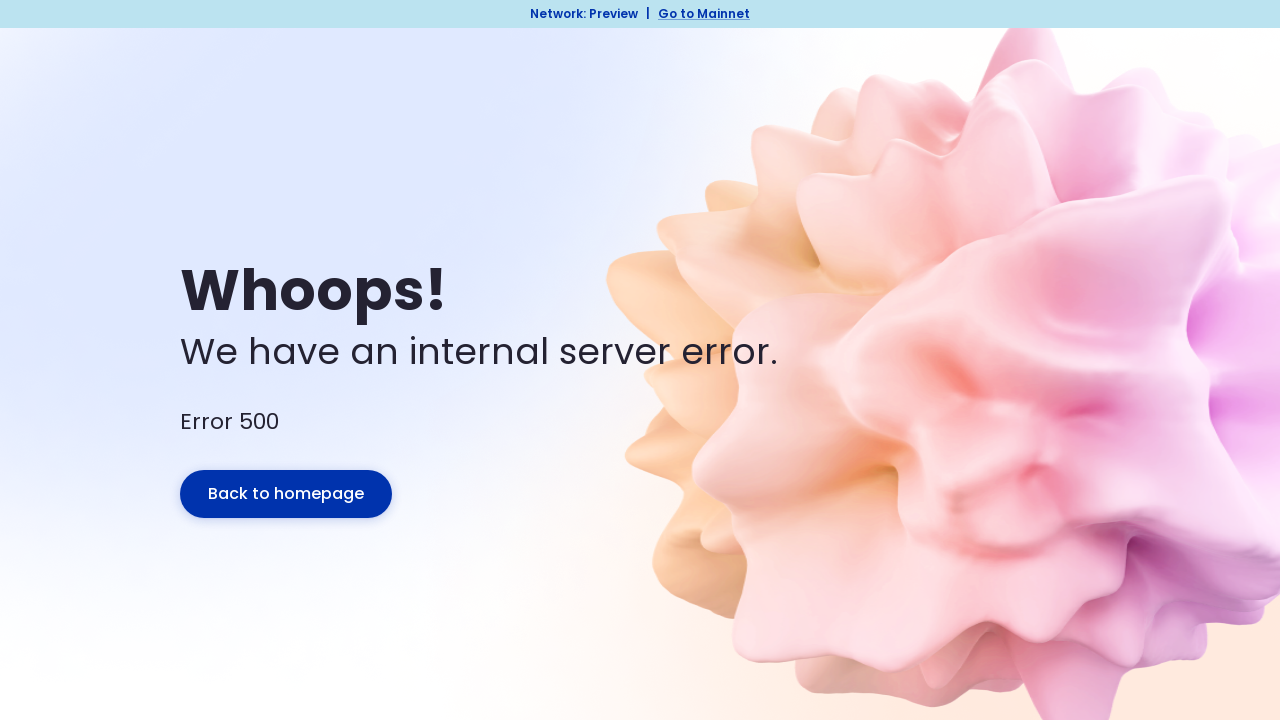 Network: Preview | Go to Mainnet
Whoops!
We have an internal server error.
Error 500
Back to homepage